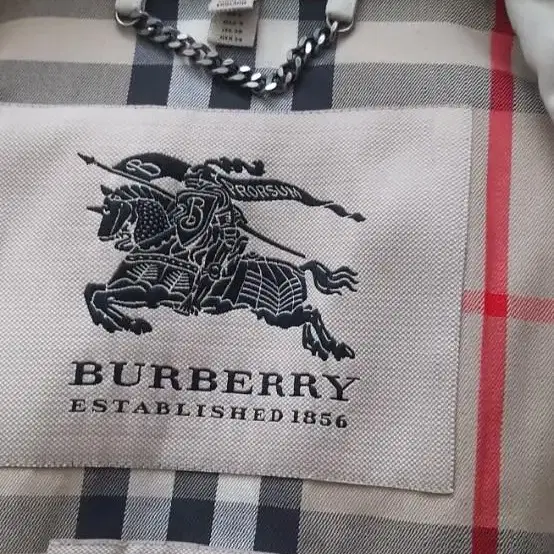 B
PRORSUM
B
BURBERRY
ESTABLISHED 1856